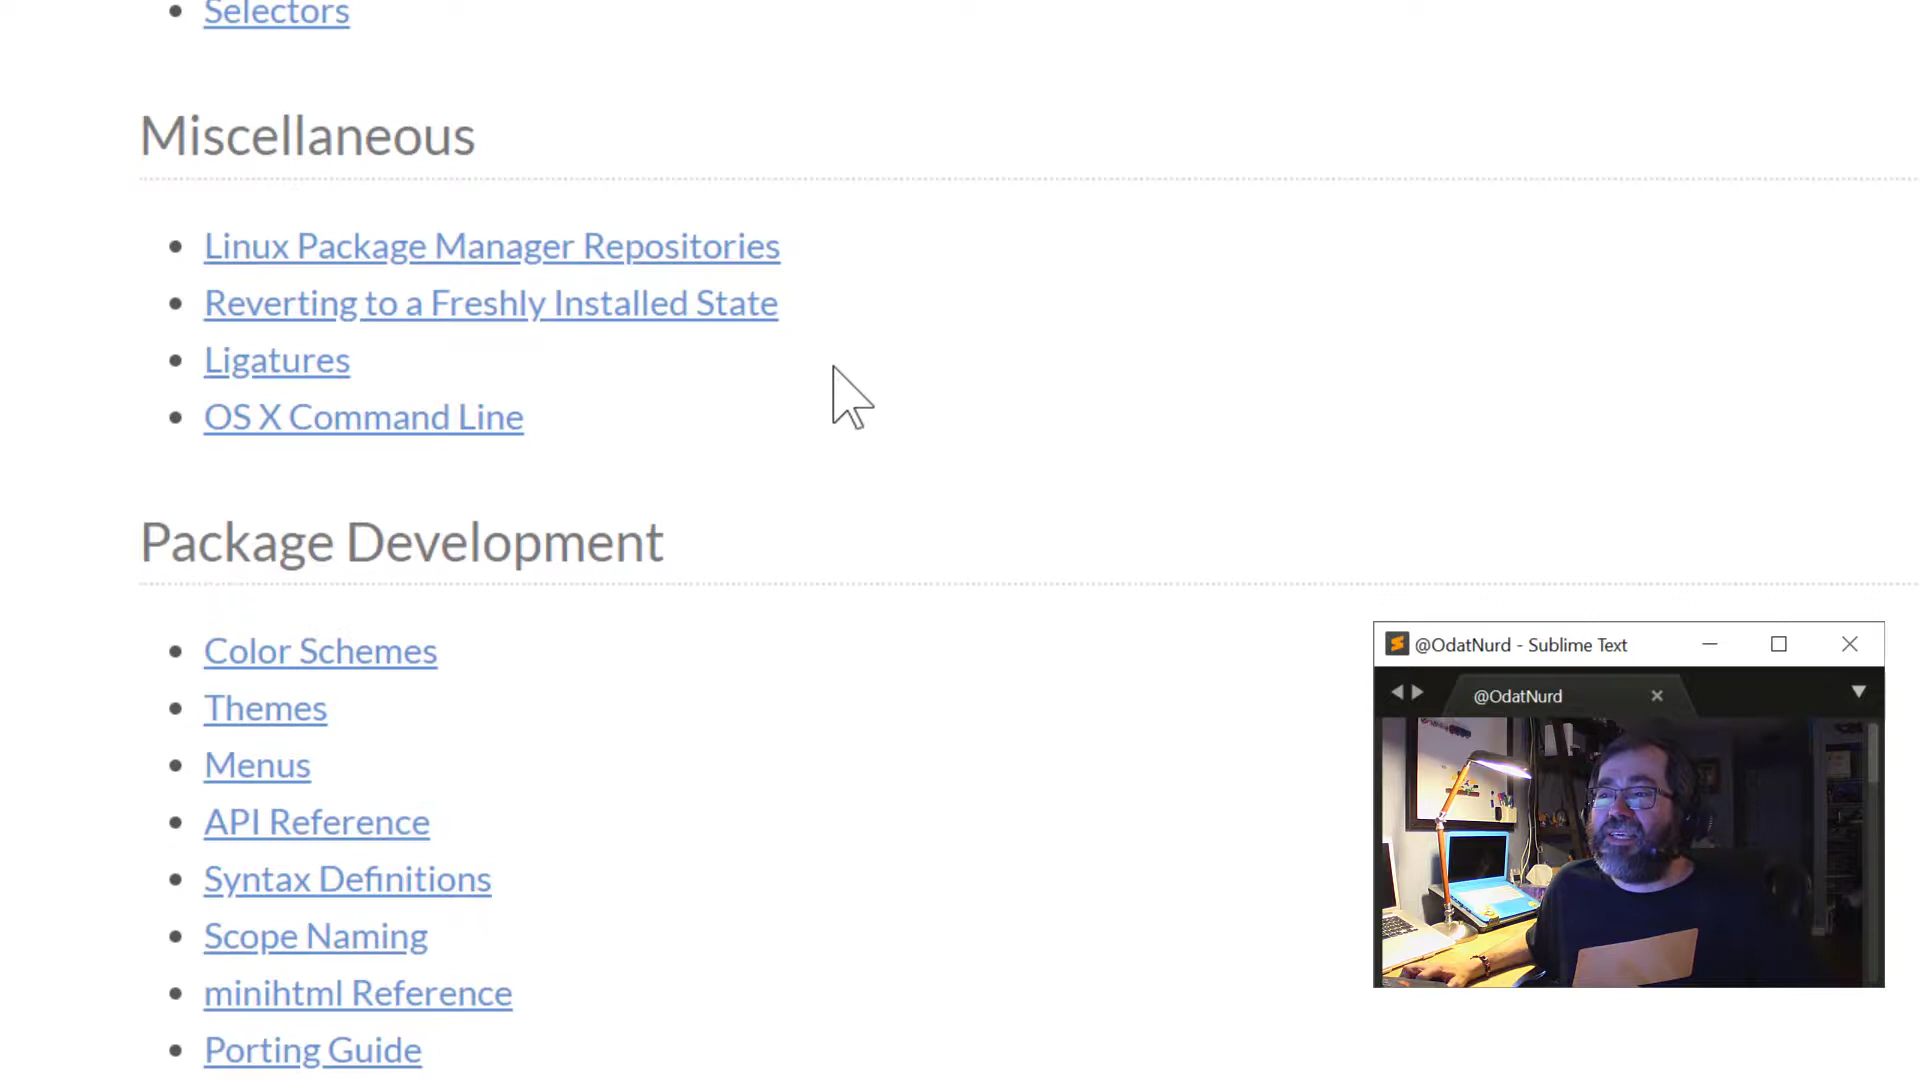 Selectors
Miscellaneous
Linux Package Manager Repositories
Reverting to a Freshly Installed State
Ligatures
OS X Command Line
Package Development
Color Schemes
Themes
Menus
API Reference
Syntax Definitions
Scope Naming
minihtml Reference
Porting Guide
@OdatNurd - Sublime Text
@OdatNurd